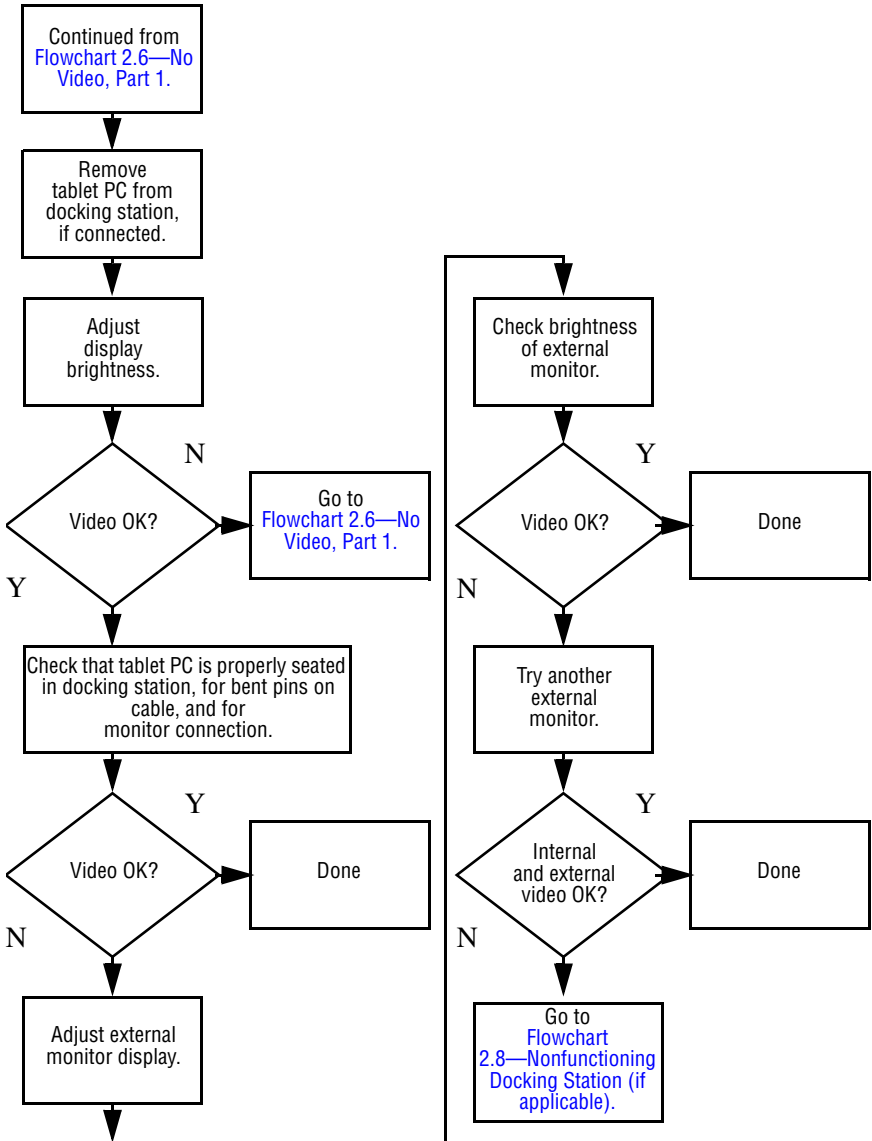 Continued from
Flowchart 2.6—No
Video, Part 1.
Remove
tablet PC from
docking station,
if connected.
Adjust
display
brightness.
N
Video OK?
Go to
Flowchart 2.6—No
Video, Part 1.
Y
Check that tablet PC is properly seated
in docking station, for bent pins on
cable, and for
monitor connection.
Y
Video OK?
Done
N
Adjust external
monitor display.
Check brightness
of external
monitor.
Y
Video OK?
Done
N
Try another
external
monitor.
Y
Internal
and external
video OK?
Done
N
Go to
Flowchart
2.8—Nonfunctioning
Docking Station (if
applicable).